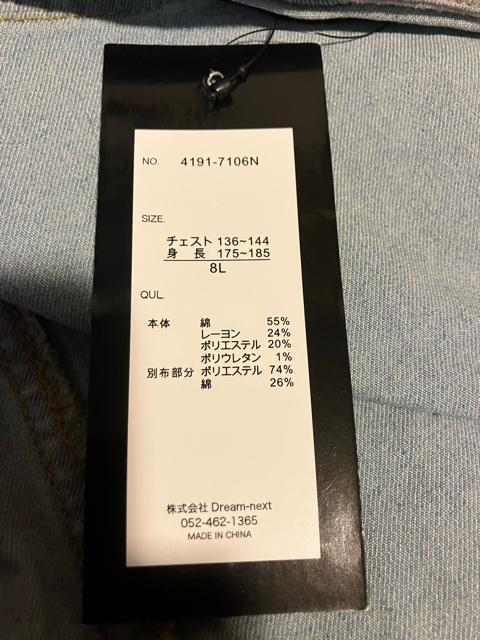 NO. 4191-7106N
SIZE.
チェスト 136~144
身 長 175~185
8L
QUL.
本体 綿 55%
レーヨン 24%
ポリエステル 20%
ポリウレタン 1%
別布部分 ポリエステル 74%
綿 26%
株式会社 Dream-next
052-462-1365
MADE IN CHINA